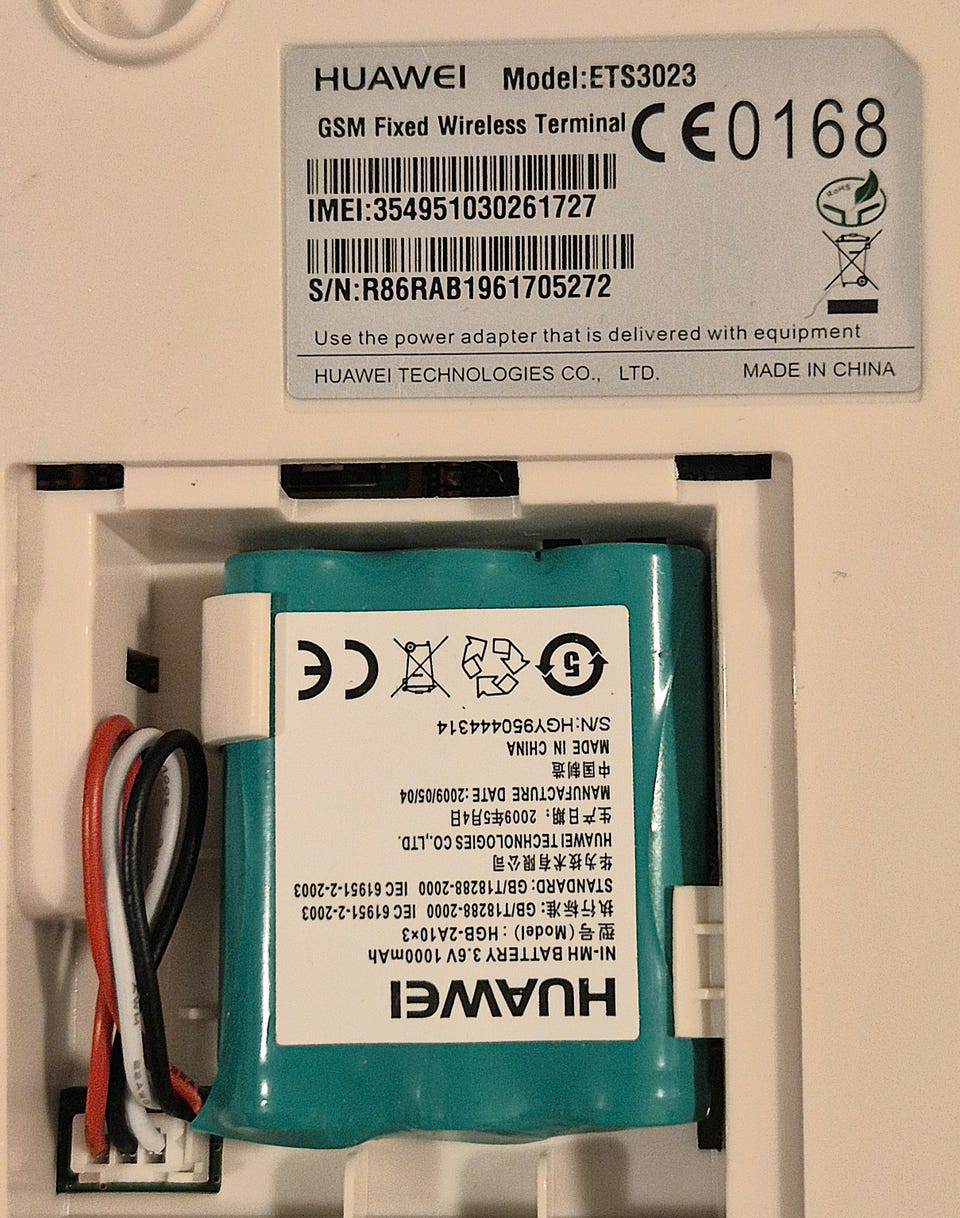 HUAWEI Model:ETS3023
GSM Fixed Wireless Terminal CE0168
IMEI:354951030261727
RoHS
S/N:R86RAB1961705272
Use the power adapter that is delivered with equipment
HUAWEI TECHNOLOGIES CO., LTD. MADE IN CHINA
HUAWEI
NI-MH BATTERY 3.6V 1000mAh
型号(Model): HGB-2A10×3
执行标准: GB/T18288-2000 IEC 61951-2-2003
STANDARD: GB/T18288-2000 IEC 61951-2-2003
华为技术有限公司
HUAWEI TECHNOLOGIES CO.,LTD.
生产日期: 2009年5月4日
MANUFACTURE DATE:2009/05/04
中国制造
MADE IN CHINA
S/N:HGY950444314
5 CE